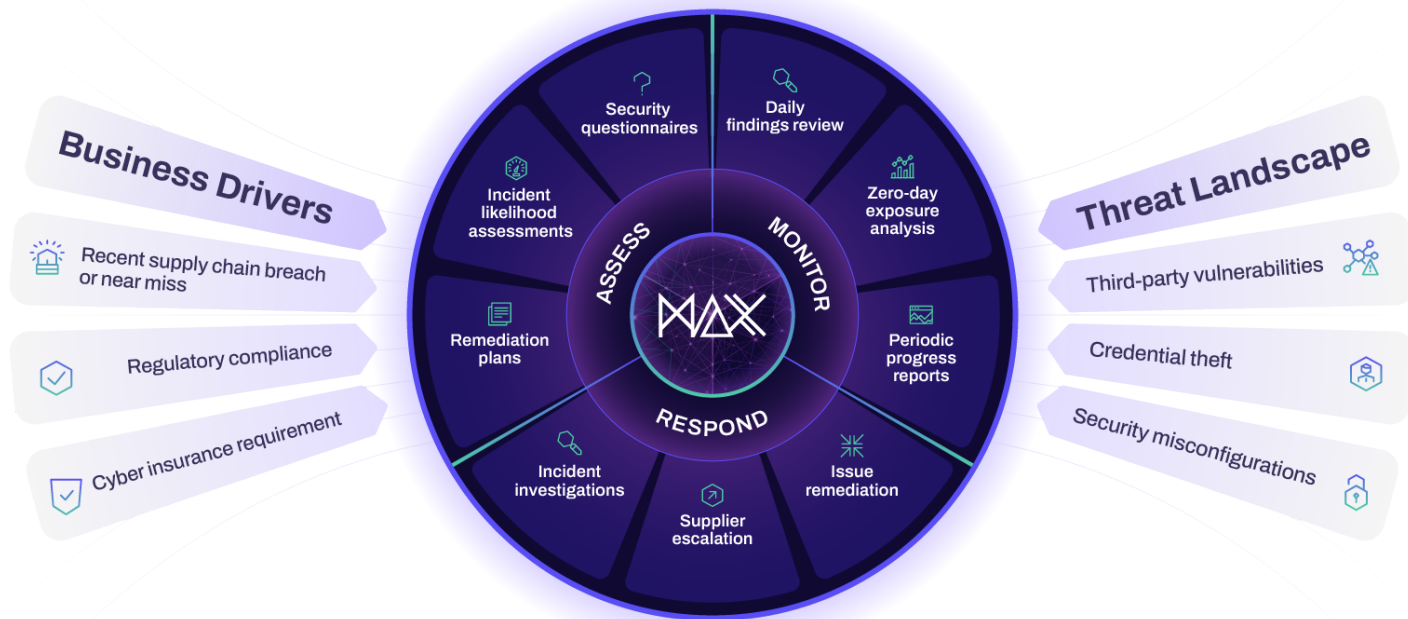 Business Drivers
Recent supply chain breach
or near miss
Regulatory compliance
Cyber insurance requirement
Security
questionnaires
Incident
likelihood
assessments
Remediation
plans
ASSESS
Daily
findings review
Zero-day
exposure
analysis
Periodic
progress
reports
MONITOR
MAX
RESPOND
Incident
investigations
Supplier
escalation
Issue
remediation
Threat Landscape
Third-party vulnerabilities
Credential theft
Security misconfigurations